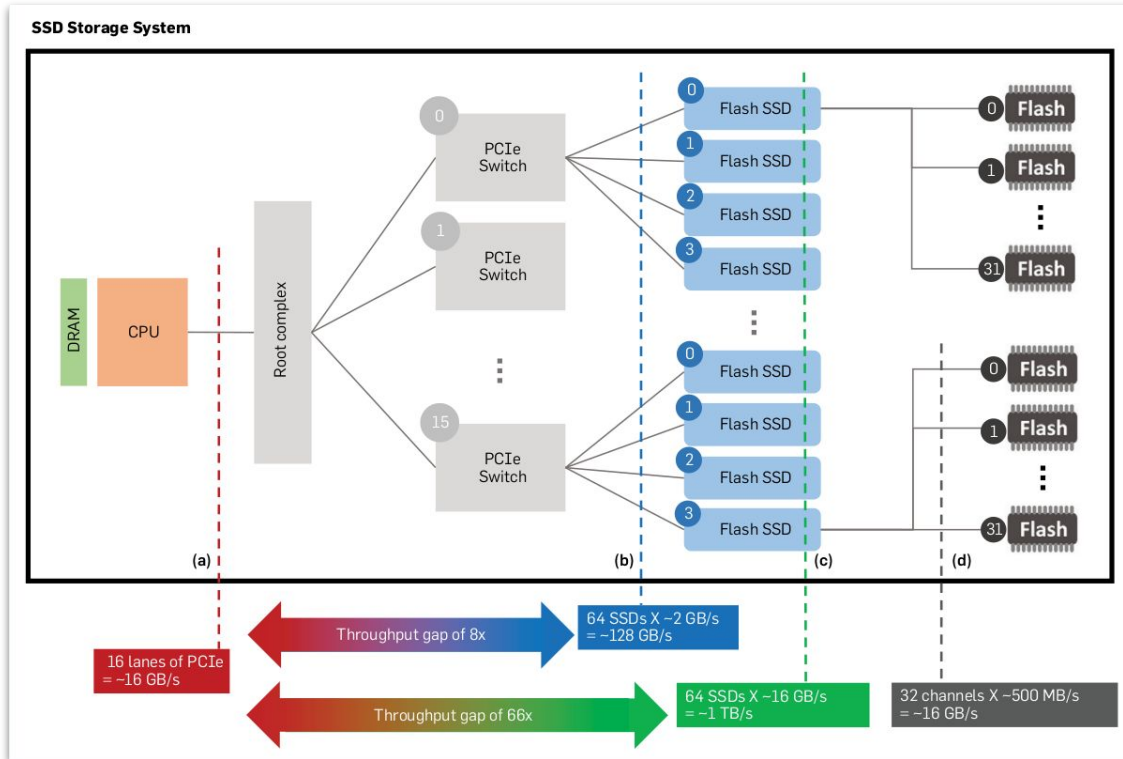 SSD Storage System
0
PCIe
Switch
1
PCIe
Switch
15
PCIe
Switch
DRAM
CPU
Root complex
0
Flash SSD
1
Flash SSD
2
Flash SSD
3
Flash SSD
0
Flash SSD
1
Flash SSD
2
Flash SSD
3
Flash SSD
0
Flash
1
Flash
31
Flash
0
Flash
1
Flash
31
Flash
(a)
(b)
(c)
(d)
Throughput gap of 8x
64 SSDs X ~2 GB/s
= ~128 GB/s
16 lanes of PCIe
= ~16 GB/s
Throughput gap of 66x
64 SSDs X ~16 GB/s
= ~1 TB/s
32 channels X ~500 MB/s
= ~16 GB/s